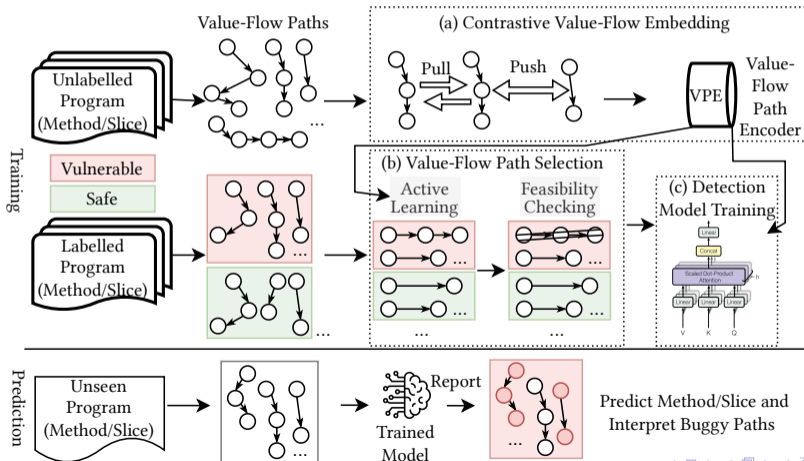 Value-Flow Paths
(a) Contrastive Value-Flow Embedding
Unlabelled
Program
(Method/Slice)
...
Pull
Push
VPE
Value-
Flow
Path
Encoder
Training
Vulnerable
Safe
(b) Value-Flow Path Selection
Active
Learning
Feasibility
Checking
(c) Detection
Model Training
Labelled
Program
(Method/Slice)
...
...
...
...
...
...
...
...
...
Linear
Concat
Scaled Dot-Product
Attention
h
Linear
Linear
Linear
V
K
Q
Prediction
Unseen
Program
(Method/Slice)
...
Trained
Model
Report
...
Predict Method/Slice and
Interpret Buggy Paths